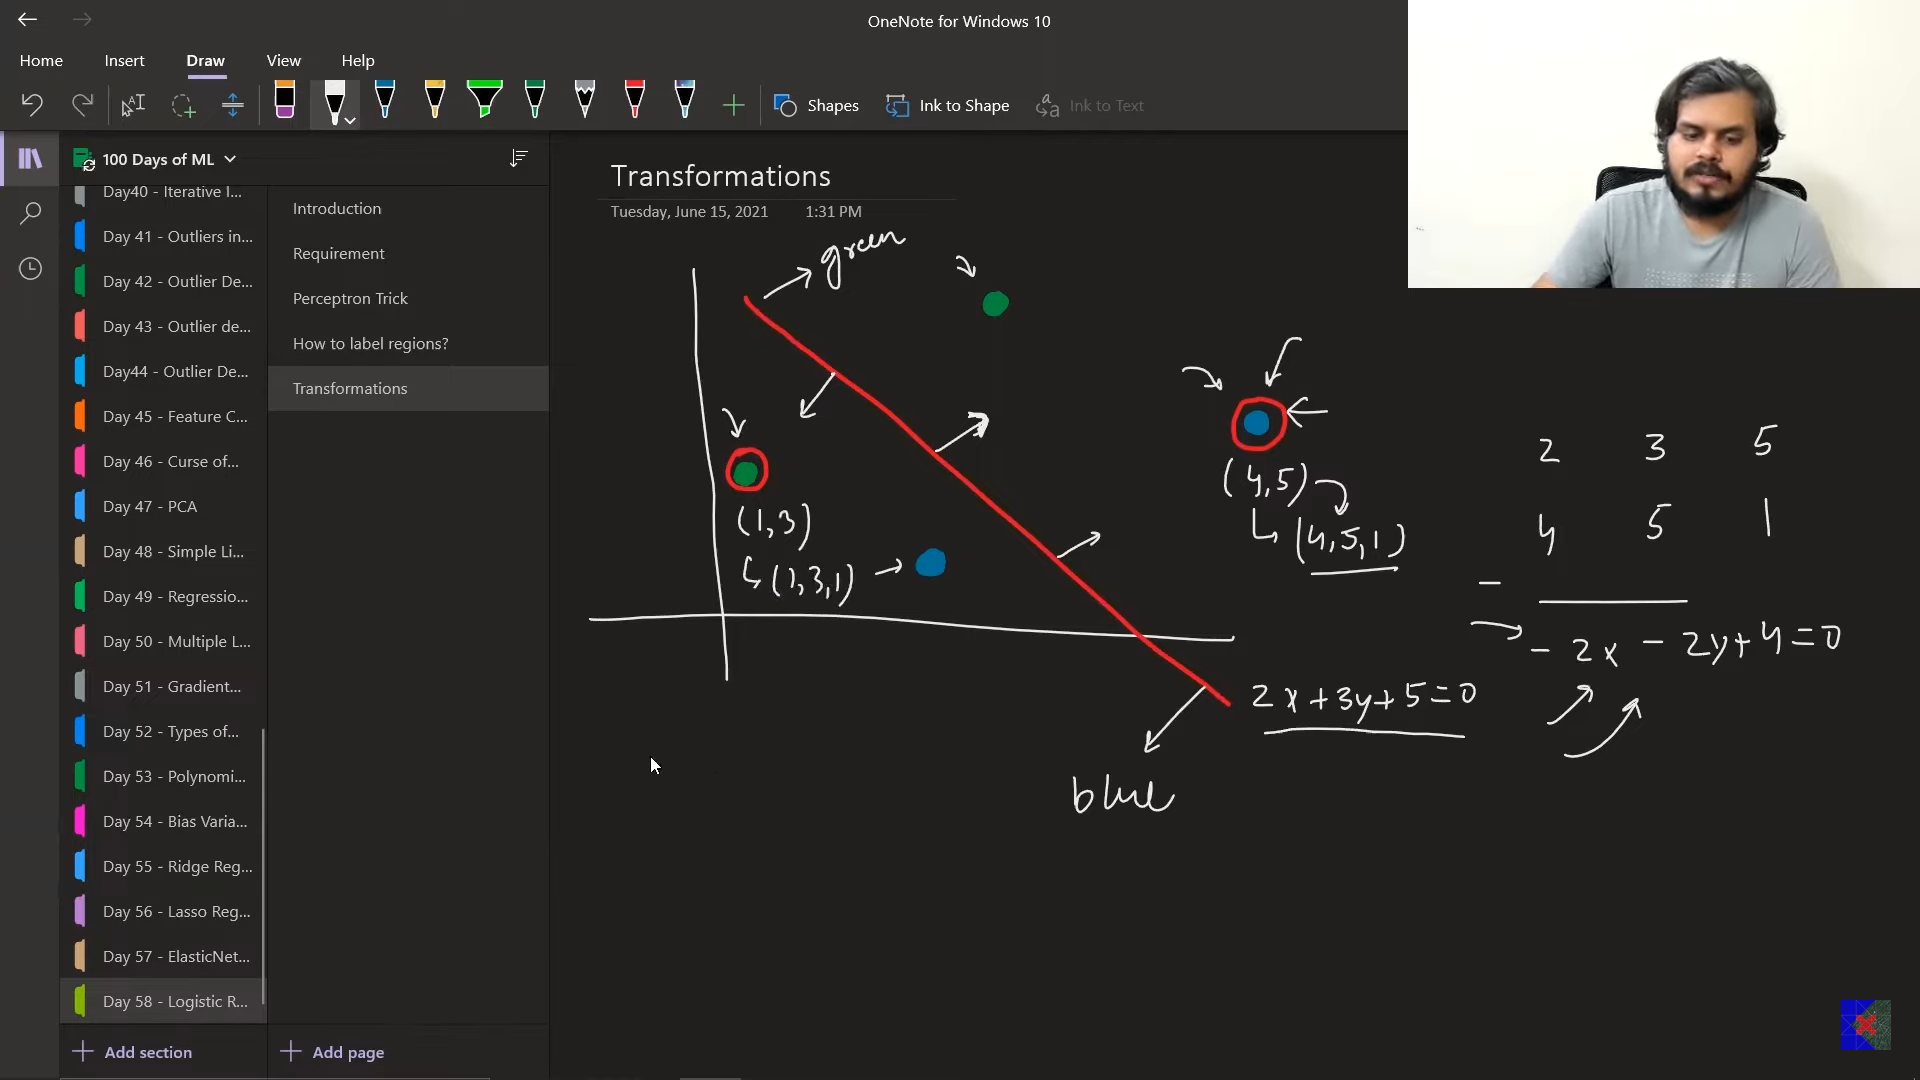 OneNote for Windows 10
Home Insert Draw View Help
Shapes Ink to Shape Ink to Text
100 Days of ML
Day40 - Iterative I...
Day 41 - Outliers in...
Day 42 - Outlier De...
Day 43 - Outlier de...
Day44 - Outlier De...
Day 45 - Feature C...
Day 46 - Curse of...
Day 47 - PCA
Day 48 - Simple Li...
Day 49 - Regressio...
Day 50 - Multiple L...
Day 51 - Gradient...
Day 52 - Types of...
Day 53 - Polynomi...
Day 54 - Bias Varia...
Day 55 - Ridge Reg...
Day 56 - Lasso Reg...
Day 57 - ElasticNet...
Day 58 - Logistic R...
Add section
Introduction
Requirement
Perceptron Trick
How to label regions?
Transformations
Add page
Transformations
Tuesday, June 15, 2021 1:31 PM
green
(1,3)
(1,3,1)
(4,5)
(4,5,1)
2 3 5
4 5 1
-
- 2x - 2y + 4 = 0
2x + 3y + 5 = 0
blue